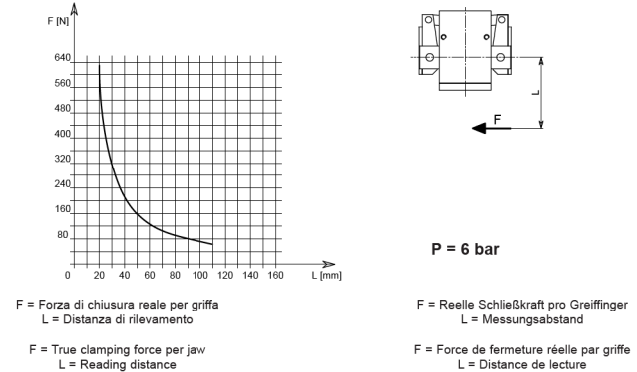 F [N]
640
560
480
400
320
240
160
80
0 20 40 60 80 100 120 140 160 L [mm]
L
F
P = 6 bar
F = Forza di chiusura reale per griffa
L = Distanza di rilevamento
F = Reelle Schließkraft pro Greiffinger
L = Messungsabstand
F = True clamping force per jaw
L = Reading distance
F = Force de fermeture réelle par griffe
L = Distance de lecture